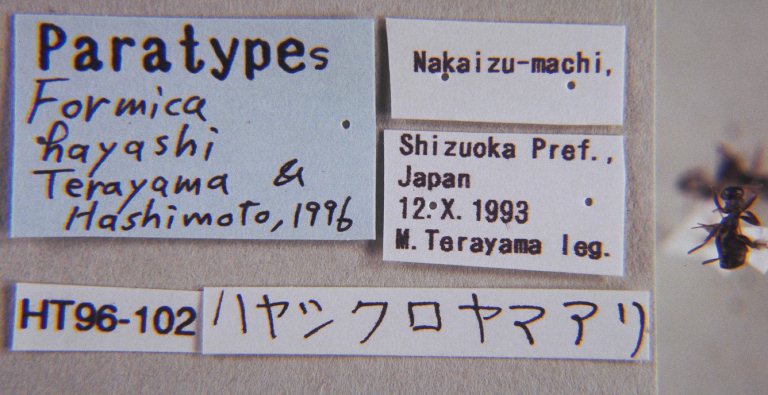 Paratypes
Formica
hayashi
Terayama &
Hashimoto, 1996
Nakaizu-machi,
Shizuoka Pref.,
Japan
12.X.1993
M.Terayama leg.
HT96-102
ハヤシクロヤマアリ